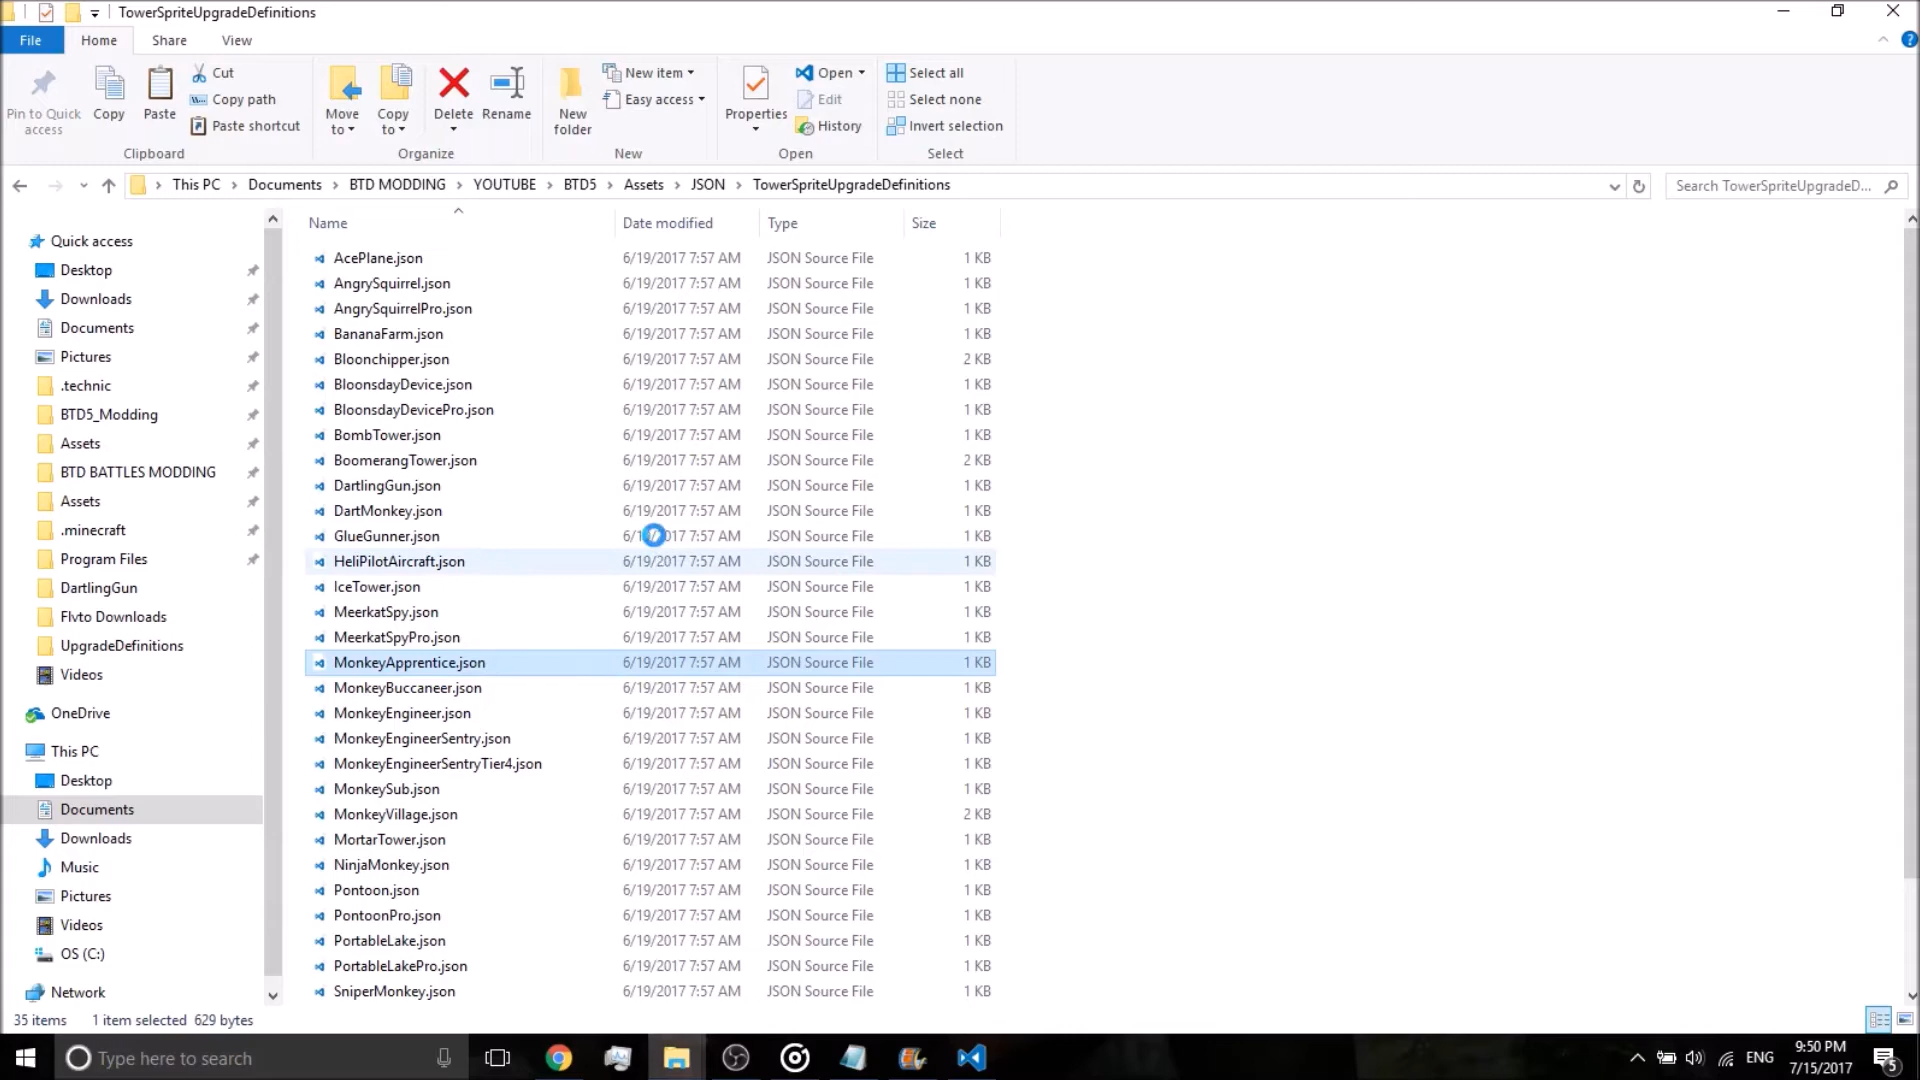 TowerSpriteUpgradeDefinitions
File Home Share View
Pin to Quick access
Copy
Paste
Cut
Copy path
Paste shortcut
Clipboard
Move to
Copy to
Delete
Rename
Organize
New folder
New item
Easy access
New
Properties
Open
Edit
History
Open
Select all
Select none
Invert selection
Select
This PC Documents BTD MODDING YOUTUBE BTD5 Assets JSON TowerSpriteUpgradeDefinitions
Search TowerSpriteUpgradeD...
Quick access
Desktop
Downloads
Documents
Pictures
.technic
BTD5_Modding
Assets
BTD BATTLES MODDING
Assets
.minecraft
Program Files
DartlingGun
Flvto Downloads
UpgradeDefinitions
Videos
OneDrive
This PC
Desktop
Documents
Downloads
Music
Pictures
Videos
OS (C:)
Network
Name Date modified Type Size
AcePlane.json 6/19/2017 7:57 AM JSON Source File 1 KB
AngrySquirrel.json 6/19/2017 7:57 AM JSON Source File 1 KB
AngrySquirrelPro.json 6/19/2017 7:57 AM JSON Source File 1 KB
BananaFarm.json 6/19/2017 7:57 AM JSON Source File 1 KB
Bloonchipper.json 6/19/2017 7:57 AM JSON Source File 2 KB
BloonsdayDevice.json 6/19/2017 7:57 AM JSON Source File 1 KB
BloonsdayDevicePro.json 6/19/2017 7:57 AM JSON Source File 1 KB
BombTower.json 6/19/2017 7:57 AM JSON Source File 1 KB
BoomerangTower.json 6/19/2017 7:57 AM JSON Source File 2 KB
DartlingGun.json 6/19/2017 7:57 AM JSON Source File 1 KB
DartMonkey.json 6/19/2017 7:57 AM JSON Source File 1 KB
GlueGunner.json 7:57 AM JSON Source File 1 KB
HeliPilotAircraft.json 6/19/2017 7:57 AM JSON Source File 1 KB
IceTower.json 6/19/2017 7:57 AM JSON Source File 1 KB
MeerkatSpy.json 6/19/2017 7:57 AM JSON Source File 1 KB
MeerkatSpyPro.json 6/19/2017 7:57 AM JSON Source File 1 KB
MonkeyApprentice.json 6/19/2017 7:57 AM JSON Source File 1 KB
MonkeyBuccaneer.json 6/19/2017 7:57 AM JSON Source File 1 KB
MonkeyEngineer.json 6/19/2017 7:57 AM JSON Source File 1 KB
MonkeyEngineerSentry.json 6/19/2017 7:57 AM JSON Source File 1 KB
MonkeyEngineerSentryTier4.json 6/19/2017 7:57 AM JSON Source File 1 KB
MonkeySub.json 6/19/2017 7:57 AM JSON Source File 1 KB
MonkeyVillage.json 6/19/2017 7:57 AM JSON Source File 2 KB
MortarTower.json 6/19/2017 7:57 AM JSON Source File 1 KB
NinjaMonkey.json 6/19/2017 7:57 AM JSON Source File 1 KB
Pontoon.json 6/19/2017 7:57 AM JSON Source File 1 KB
PontoonPro.json 6/19/2017 7:57 AM JSON Source File 1 KB
PortableLake.json 6/19/2017 7:57 AM JSON Source File 1 KB
PortableLakePro.json 6/19/2017 7:57 AM JSON Source File 1 KB
SniperMonkey.json 6/19/2017 7:57 AM JSON Source File 1 KB
35 items 1 item selected 629 bytes
Type here to search
ENG
9:50 PM
7/15/2017
5